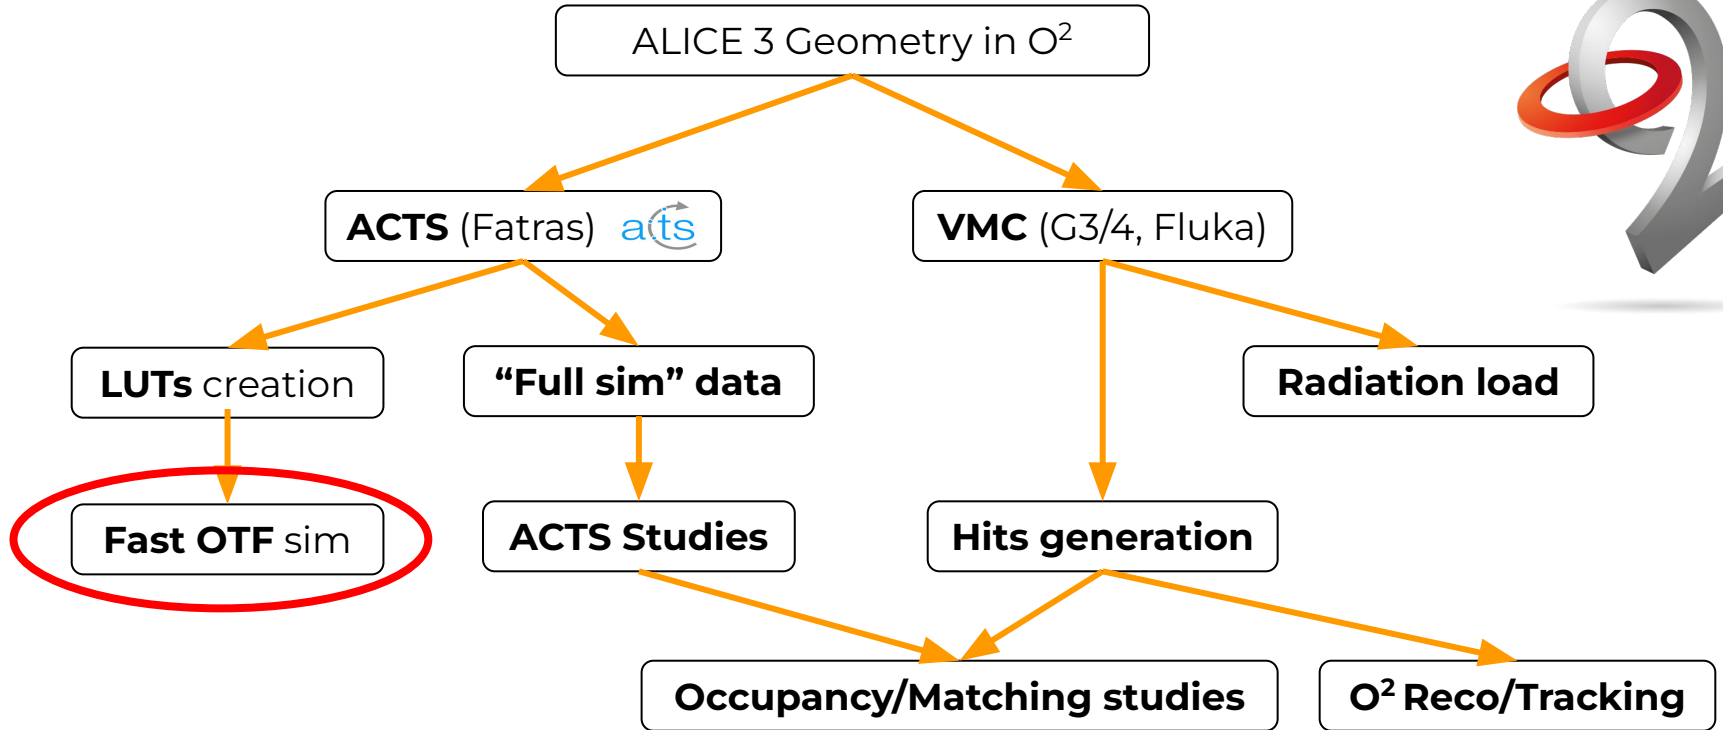 ALICE 3 Geometry in O²
ACTS (Fatras) acts
VMC (G3/4, Fluka)
LUTs creation
“Full sim” data
Radiation load
Fast OTF sim
ACTS Studies
Hits generation
Occupancy/Matching studies
O² Reco/Tracking